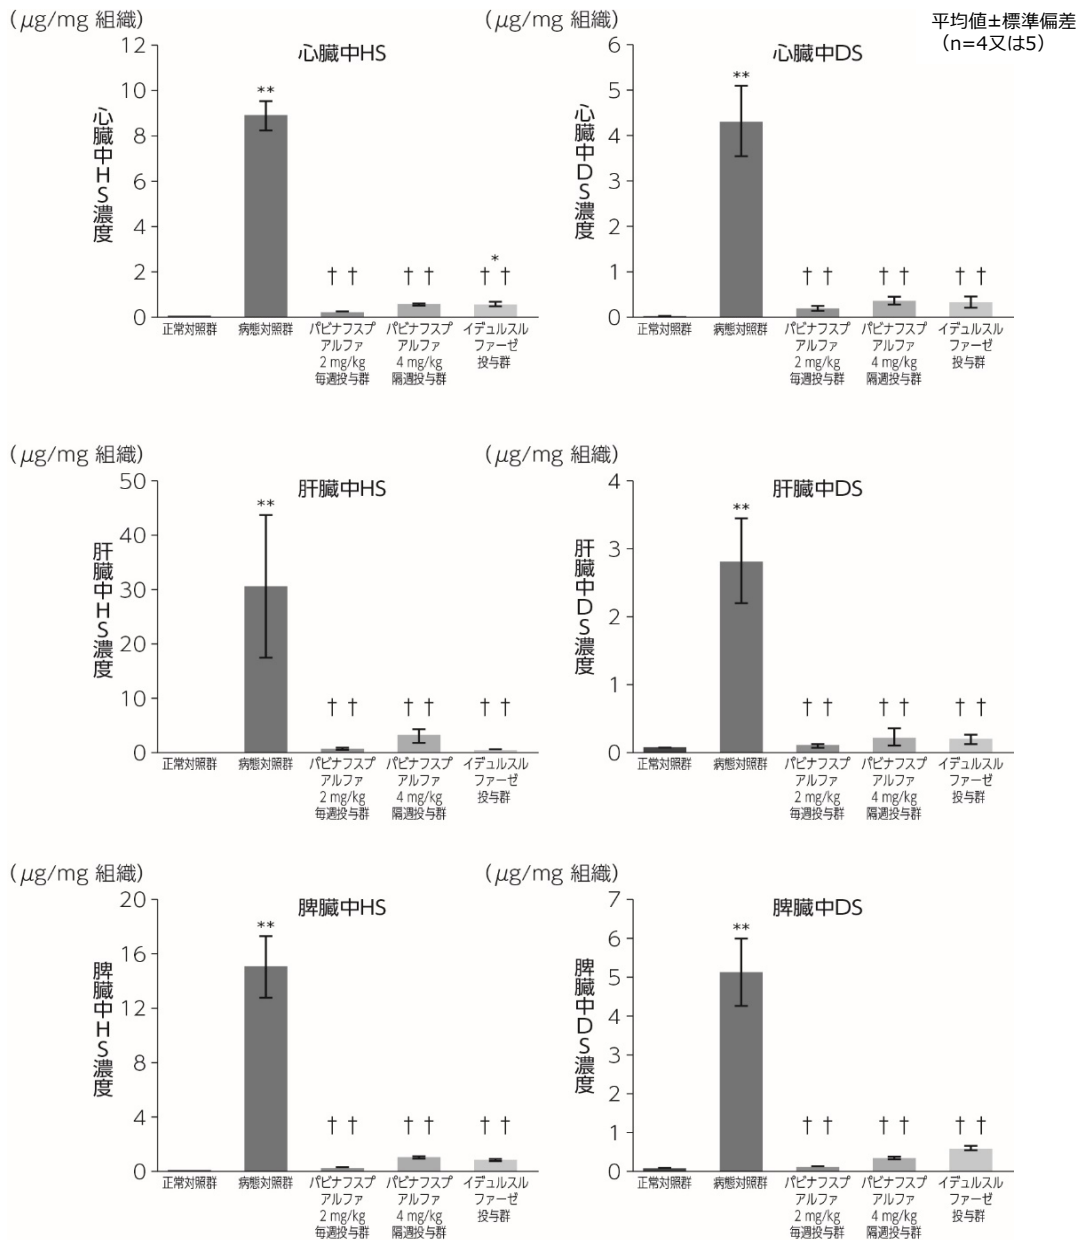 （μg/mg 組織）
心臓中HS
心臓中HS濃度
12
10
8
6
4
2
0
**
† †
† †
*
† †
正常対照群
病態対照群
パビナフスプ
アルファ
2 mg/kg
毎週投与群
パビナフスプ
アルファ
4 mg/kg
隔週投与群
イデュルスル
ファーゼ
投与群
（μg/mg 組織）
心臓中DS
平均値±標準偏差
（n=4又は5）
心臓中DS濃度
6
5
4
3
2
1
0
**
† †
† †
† †
正常対照群
病態対照群
パビナフスプ
アルファ
2 mg/kg
毎週投与群
パビナフスプ
アルファ
4 mg/kg
隔週投与群
イデュルスル
ファーゼ
投与群
（μg/mg 組織）
肝臓中HS
肝臓中HS濃度
50
40
30
20
10
0
**
† †
† †
† †
正常対照群
病態対照群
パビナフスプ
アルファ
2 mg/kg
毎週投与群
パビナフスプ
アルファ
4 mg/kg
隔週投与群
イデュルスル
ファーゼ
投与群
（μg/mg 組織）
肝臓中DS
肝臓中DS濃度
4
3
2
1
0
**
† †
† †
† †
正常対照群
病態対照群
パビナフスプ
アルファ
2 mg/kg
毎週投与群
パビナフスプ
アルファ
4 mg/kg
隔週投与群
イデュルスル
ファーゼ
投与群
（μg/mg 組織）
脾臓中HS
脾臓中HS濃度
20
16
12
8
4
0
**
† †
† †
† †
正常対照群
病態対照群
パビナフスプ
アルファ
2 mg/kg
毎週投与群
パビナフスプ
アルファ
4 mg/kg
隔週投与群
イデュルスル
ファーゼ
投与群
（μg/mg 組織）
脾臓中DS
脾臓中DS濃度
7
6
5
4
3
2
1
0
**
† †
† †
† †
正常対照群
病態対照群
パビナフスプ
アルファ
2 mg/kg
毎週投与群
パビナフスプ
アルファ
4 mg/kg
隔週投与群
イデュルスル
ファーゼ
投与群